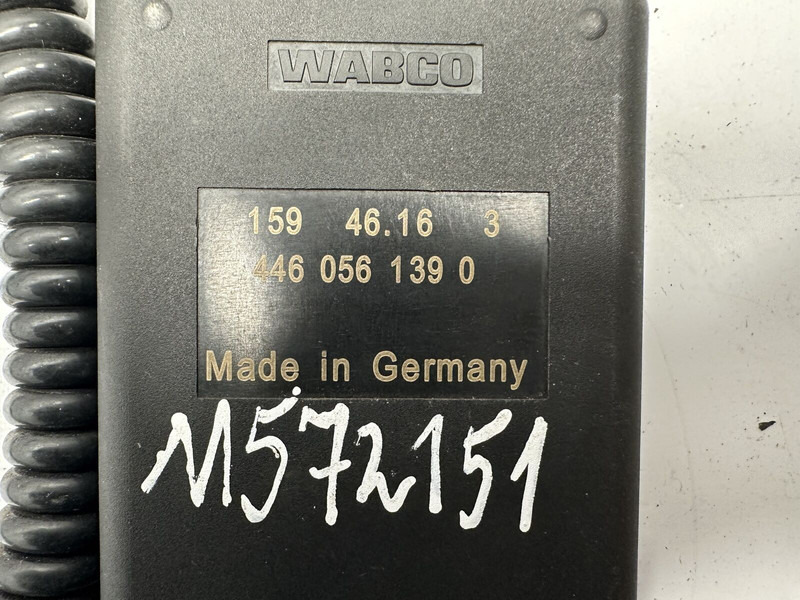 WABCO
159 46.16 3
446 056 139 0
Made in Germany
M572151